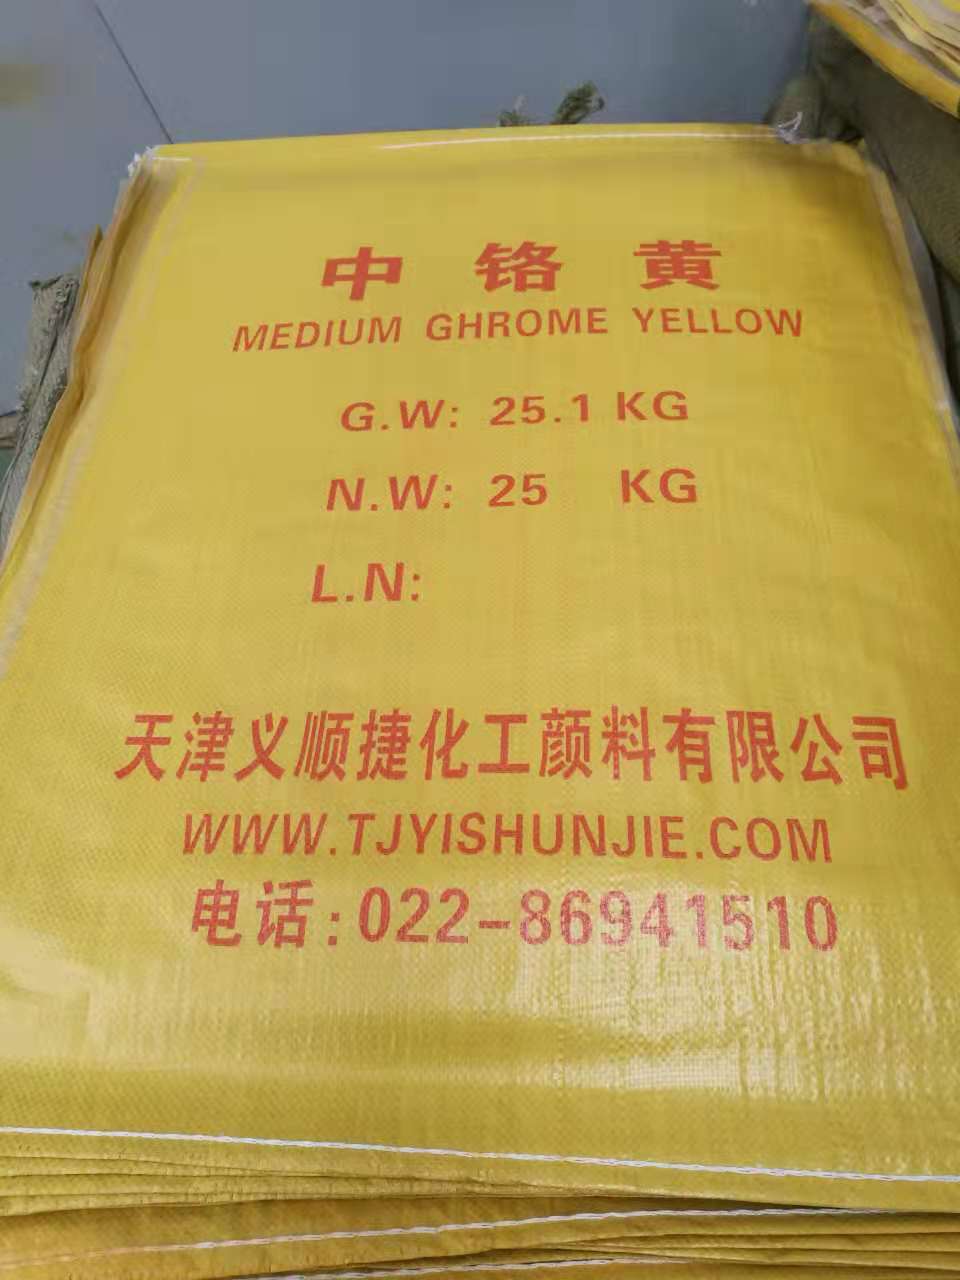 中铬黄
MEDIUM GHROME YELLOW
G.W: 25.1 KG
N.W: 25 KG
L.N:
天津义顺捷化工颜料有限公司
WWW.TJYISHUNJIE.COM
电话:022-86941510